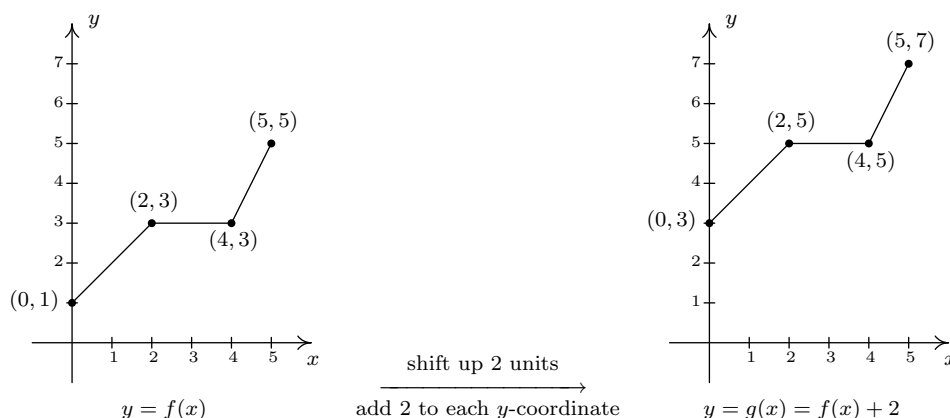 y
7
6
5
4
3
2
(0, 1)
(2, 3)
(4, 3)
(5, 5)
1 2 3 4 5
x
y = f(x)
shift up 2 units
add 2 to each y-coordinate
y
7
6
5
4
2
1
(0, 3)
(2, 5)
(4, 5)
(5, 7)
1 2 3 4 5
x
y = g(x) = f(x) + 2